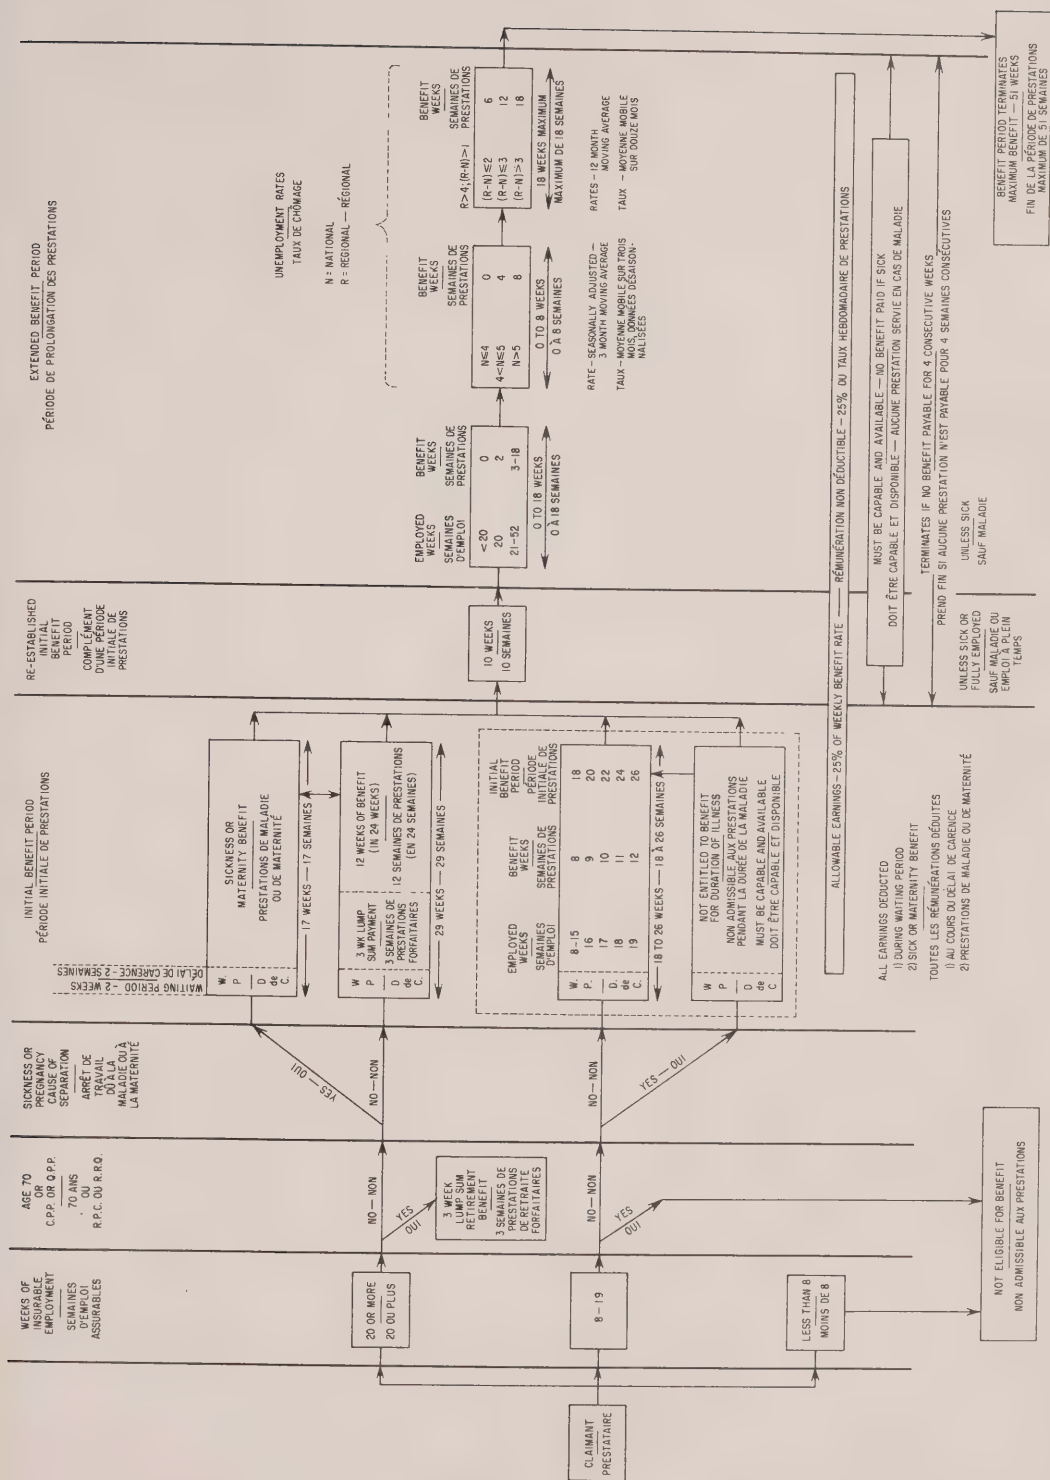 CLAIMANT
PRESTATAIRE
WEEKS OF
INSURABLE
EMPLOYMENT
SEMAINES
D'EMPLOI
ASSURABLES
20 OR MORE
20 OU PLUS
8-19
LESS THAN 8
MOINS DE 8
AGE 70
OR
C.P.P. OR Q.P.P.
70 ANS
OU
R.P.C. OU R.R.Q.
NO — NON
YES
OUI
3 WEEK
LUMP SUM
RETIREMENT
BENEFIT
3 SEMAINES DE
PRESTATIONS
DE RETRAITE
FORFAITAIRES
NO — NON
YES
OUI
NOT ELIGIBLE FOR BENEFIT
NON ADMISSIBLE AUX PRESTATIONS
SICKNESS OR
PREGNANCY
CAUSE OF
SEPARATION
ARRÊT DE
TRAVAIL
DÛ À LA
MALADIE OU À
LA MATERNITÉ
YES — OUI
NO — NON
NO — NON
YES — OUI
INITIAL BENEFIT PERIOD
PÉRIODE INITIALE DE PRESTATIONS
WAITING PERIOD - 2 WEEKS
DÉLAI DE CARENCE - 2 SEMAINES
W. P
D de C.
SICKNESS OR
MATERNITY BENEFIT
PRESTATIONS DE MALADIE
OU DE MATERNITÉ
17 WEEKS — 17 SEMAINES
W P
D de C.
3 WK LUMP
SUM PAYMENT
3 SEMAINES DE
PRESTATIONS
FORFAITAIRES
12 WEEKS OF BENEFIT
(IN 24 WEEKS)
12 SEMAINES DE PRESTATIONS
(EN 24 SEMAINES)
29 WEEKS — 29 SEMAINES
EMPLOYED
WEEKS
SEMAINES
D'EMPLOI
BENEFIT
WEEKS
SEMAINES DE
PRESTATIONS
INITIAL
BENEFIT
PERIOD
PÉRIODE
INITIALE DE
PRESTATIONS
W. P.
D. de C.
8-15 8 18
16 9 20
17 10 22
18 11 24
19 12 26
18 TO 26 WEEKS — 18 À 26 SEMAINES
W P
D de C
NOT ENTITLED TO BENEFIT
FOR DURATION OF ILLNESS
NON ADMISSIBLE AUX PRESTATIONS
PENDANT LA DURÉE DE LA MALADIE
MUST BE CAPABLE AND AVAILABLE
DOIT ÊTRE CAPABLE ET DISPONIBLE
RE-ESTABLISHED
INITIAL
BENEFIT
PERIOD
COMPLÉMENT
D'UNE PÉRIODE
INITIALE DE
PRESTATIONS
10 WEEKS
10 SEMAINES
EXTENDED BENEFIT PERIOD
PÉRIODE DE PROLONGATION DES PRESTATIONS
UNEMPLOYMENT RATES
TAUX DE CHÔMAGE
N = NATIONAL
R = REGIONAL — RÉGIONAL
EMPLOYED
WEEKS
SEMAINES
D'EMPLOI
BENEFIT
WEEKS
SEMAINES DE
PRESTATIONS
<20 0
20 2
21-52 3-18
0 TO 18 WEEKS
0 À 18 SEMAINES
BENEFIT
WEEKS
SEMAINES DE
PRESTATIONS
N≤4 0
4<N≤5 4
N>5 8
0 TO 8 WEEKS
0 À 8 SEMAINES
RATE - SEASONALLY ADJUSTED -
3 MONTH MOVING AVERAGE
TAUX - MOYENNE MOBILE SUR TROIS
MOIS, DONNÉES DÉSAISON-
NALISÉES
BENEFIT
WEEKS
SEMAINES DE
PRESTATIONS
R>4;(R-N)>1
(R-N)≤2 6
(R-N)≤3 12
(R-N)>3 18
18 WEEKS MAXIMUM
MAXIMUM DE 18 SEMAINES
RATES - 12 MONTH
MOVING AVERAGE
TAUX - MOYENNE MOBILE
SUR DOUZE MOIS
ALLOWABLE EARNINGS - 25% OF WEEKLY BENEFIT RATE — RÉMUNÉRATION NON DÉDUCTIBLE - 25% DU TAUX HEBDOMADAIRE DE PRESTATIONS
MUST BE CAPABLE AND AVAILABLE — NO BENEFIT PAID IF SICK
DOIT ÊTRE CAPABLE ET DISPONIBLE — AUCUNE PRESTATION SERVIE EN CAS DE MALADIE
TERMINATES IF NO BENEFIT PAYABLE FOR 4 CONSECUTIVE WEEKS
PREND FIN SI AUCUNE PRESTATION N'EST PAYABLE POUR 4 SEMAINES CONSÉCUTIVES
ALL EARNINGS DEDUCTED
1) DURING WAITING PERIOD
2) SICK OR MATERNITY BENEFIT
TOUTES LES RÉMUNÉRATIONS DÉDUITES
1) AU COURS DU DÉLAI DE CARENCE
2) PRESTATIONS DE MALADIE OU DE MATERNITÉ
UNLESS SICK OR
FULLY EMPLOYED
SAUF MALADIE OU
EMPLOI À PLEIN
TEMPS
UNLESS SICK
SAUF MALADIE
BENEFIT PERIOD TERMINATES
MAXIMUM BENEFIT — 51 WEEKS
FIN DE LA PÉRIODE DE PRESTATIONS
MAXIMUM DE 51 SEMAINES